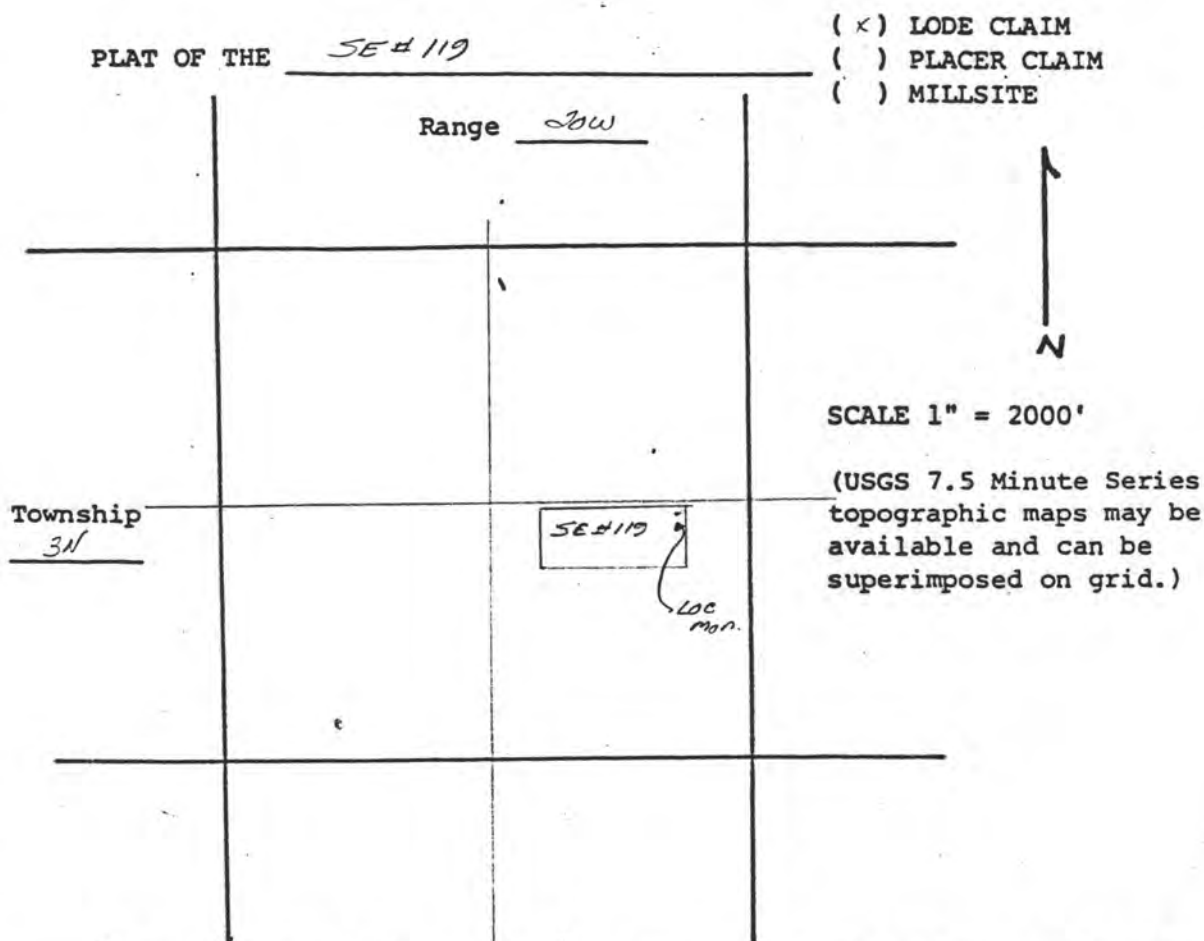 PLAT OF THE SE # 119
(x) LODE CLAIM
( ) PLACER CLAIM
( ) MILLSITE
Range 20W
N
SCALE 1" = 2000'
(USGS 7.5 Minute Series
topographic maps may be
available and can be
superimposed on grid.)
Township
3N
SE#119
LOC
mon.